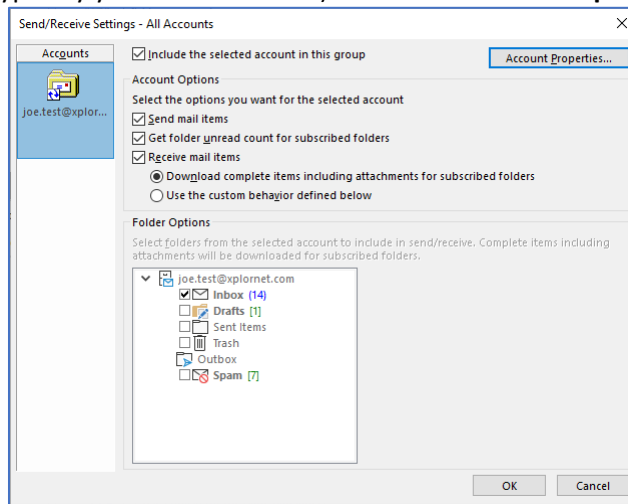 Send/Receive Settings - All Accounts
Accounts
joe.test@xplor...
Include the selected account in this group
Account Properties...
Account Options
Select the options you want for the selected account
Send mail items
Get folder unread count for subscribed folders
Receive mail items
Download complete items including attachments for subscribed folders
Use the custom behavior defined below
Folder Options
Select folders from the selected account to include in send/receive. Complete items including
attachments will be downloaded for subscribed folders.
joe.test@xplornet.com
Inbox (14)
Drafts [1]
Sent Items
Trash
Outbox
Spam [7]
OK
Cancel